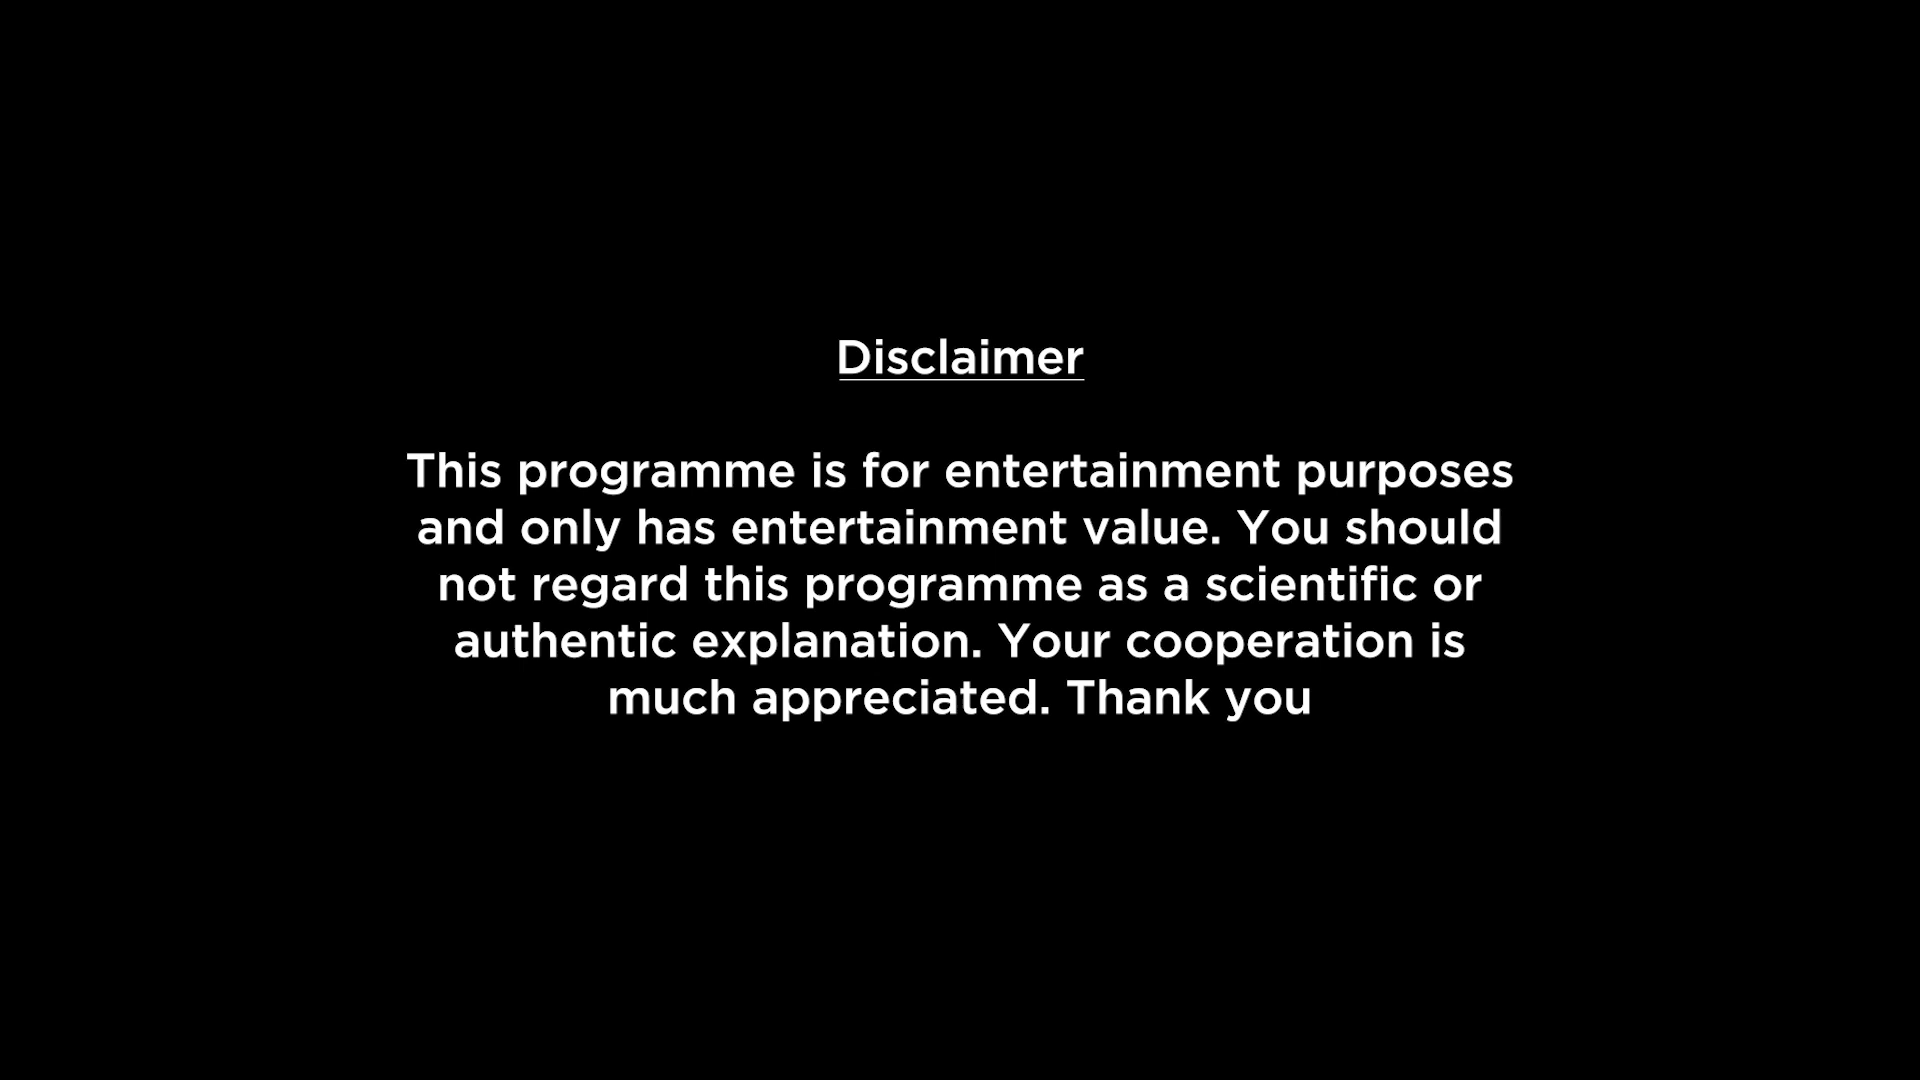 Disclaimer
This programme is for entertainment purposes
and only has entertainment value. You should
not regard this programme as a scientific or
authentic explanation. Your cooperation is
much appreciated. Thank you